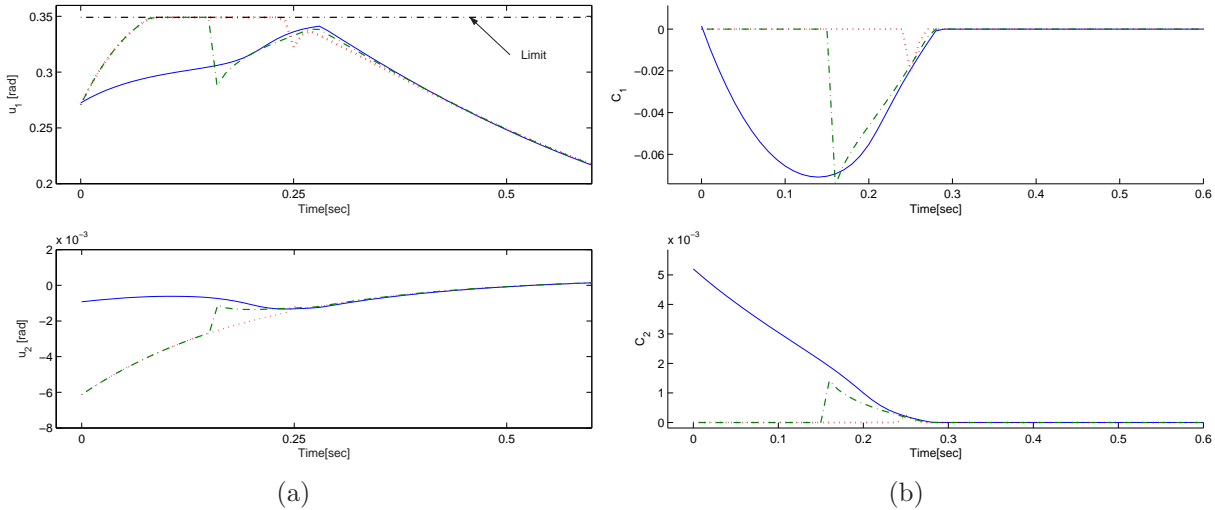 0.35
0.3
0.25
0.2
u1 [rad]
Limit
0 0.25 0.5
Time[sec]
0
−0.02
−0.04
−0.06
C1
0 0.1 0.2 0.3 0.4 0.5 0.6
Time[sec]
x 10−3
2
0
−2
−4
−6
−8
u2 [rad]
0 0.25 0.5
Time[sec]
x 10−3
5
4
3
2
1
0
C2
0 0.1 0.2 0.3 0.4 0.5 0.6
Time[sec]
(a) (b)